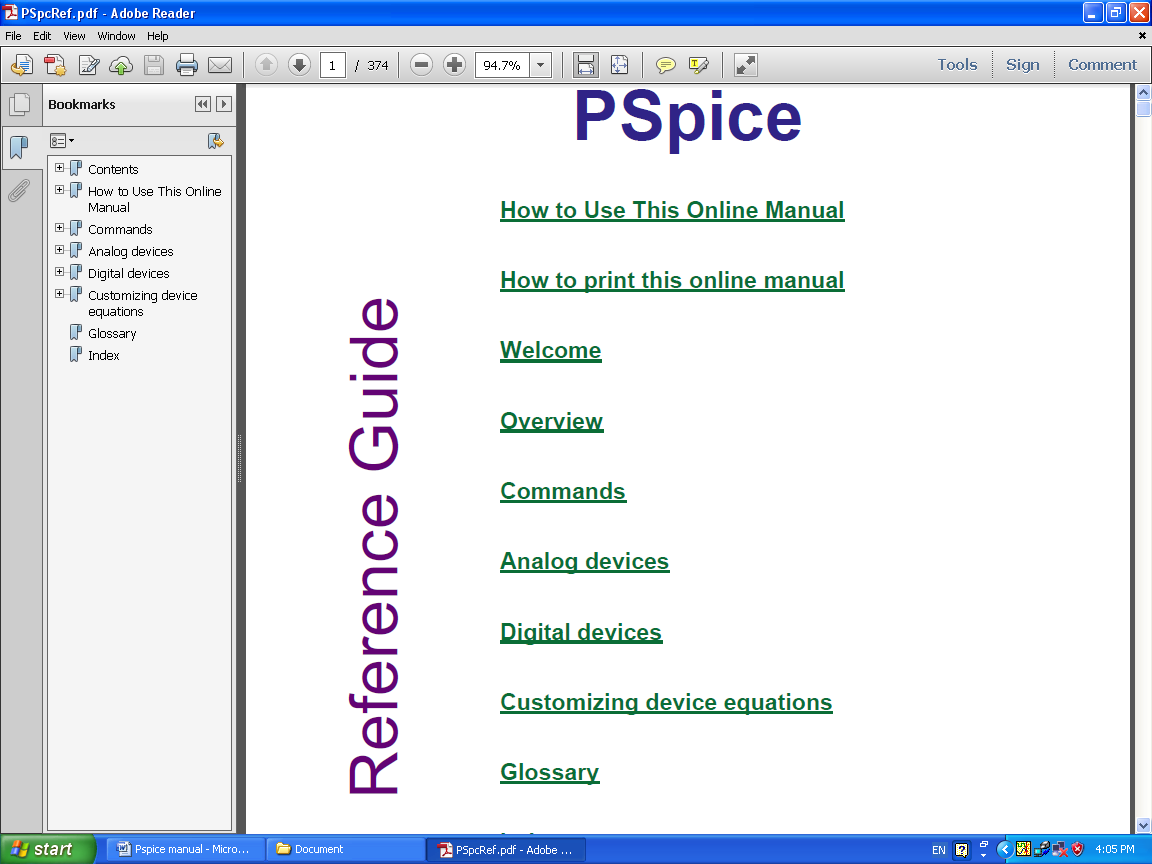 PSpcRef.pdf - Adobe Reader
File Edit View Window Help
1 / 374 94.7% Tools Sign Comment
Bookmarks
Contents
How to Use This Online
Manual
Commands
Analog devices
Digital devices
Customizing device
equations
Glossary
Index
PSpice
Reference Guide
How to Use This Online Manual
How to print this online manual
Welcome
Overview
Commands
Analog devices
Digital devices
Customizing device equations
Glossary
start Pspice manual - Micro... Document PSpcRef.pdf - Adobe ... EN 4:05 PM